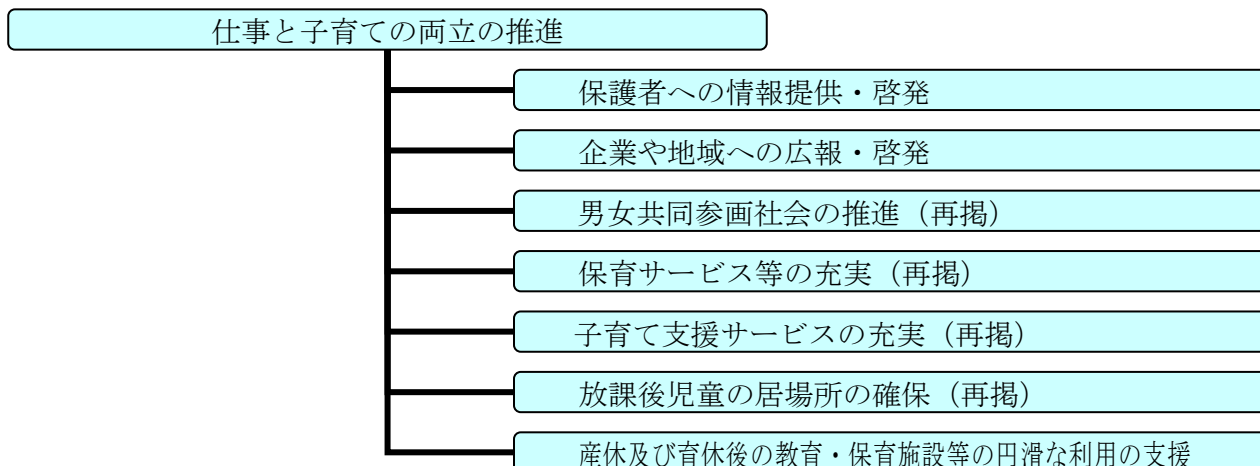 仕事と子育ての両立の推進
保護者への情報提供・啓発
企業や地域への広報・啓発
男女共同参画社会の推進（再掲）
保育サービス等の充実（再掲）
子育て支援サービスの充実（再掲）
放課後児童の居場所の確保（再掲）
産休及び育休後の教育・保育施設等の円滑な利用の支援